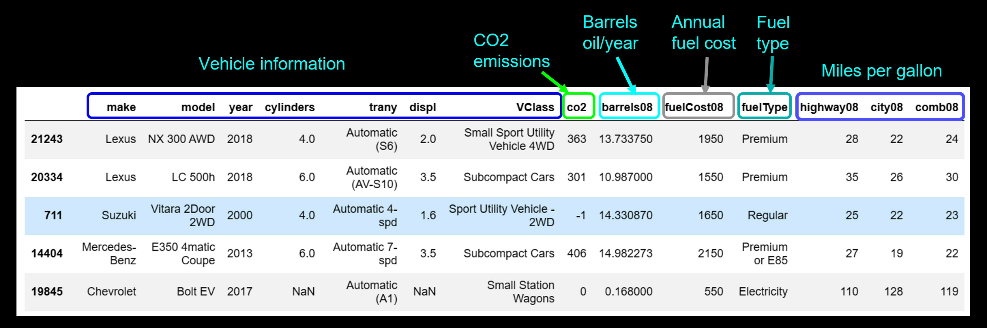 Barrels
oil/year
Annual
fuel cost
Fuel
type
CO2
emissions
Vehicle information
Miles per gallon
make model year cylinders trany displ VClass co2 barrels08 fuelCost08 fuelType highway08 city08 comb08
21243 Lexus NX 300 AWD 2018 4.0 Automatic (S6) 2.0 Small Sport Utility Vehicle 4WD 363 13.733750 1950 Premium 28 22 24
20334 Lexus LC 500h 2018 6.0 Automatic (AV-S10) 3.5 Subcompact Cars 301 10.987000 1550 Premium 35 26 30
711 Suzuki Vitara 2Door 2WD 2000 4.0 Automatic 4-spd 1.6 Sport Utility Vehicle - 2WD -1 14.330870 1650 Regular 25 22 23
14404 Mercedes-Benz E350 4matic Coupe 2013 6.0 Automatic 7-spd 3.5 Subcompact Cars 406 14.982273 2150 Premium or E85 27 19 22
19845 Chevrolet Bolt EV 2017 NaN Automatic (A1) NaN Small Station Wagons 0 0.168000 550 Electricity 110 128 119